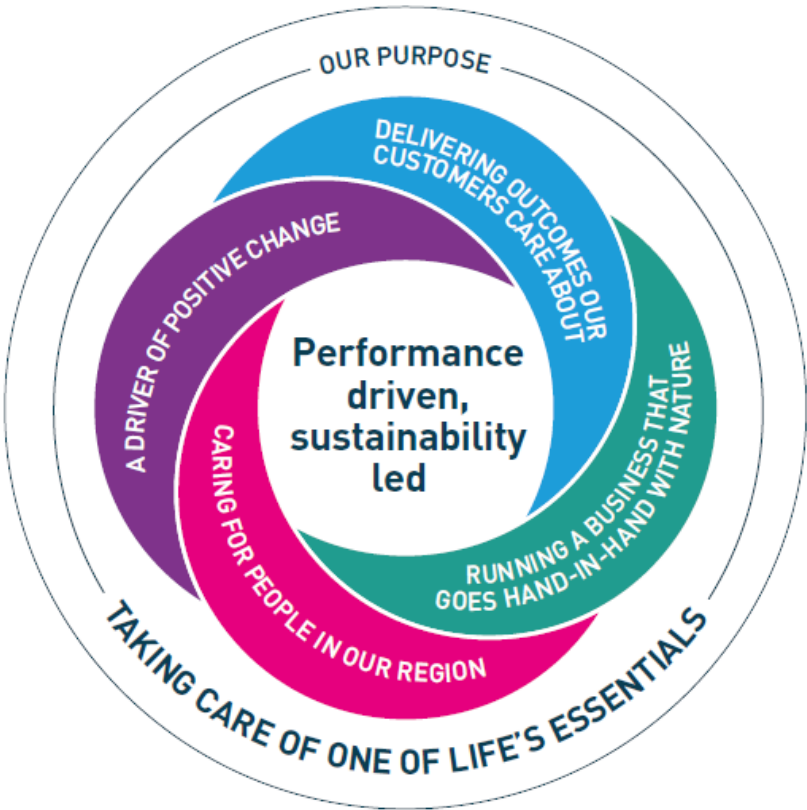 OUR PURPOSE
DELIVERING OUTCOMES OUR
CUSTOMERS CARE ABOUT
RUNNING A BUSINESS THAT
GOES HAND-IN-HAND WITH NATURE
CARING FOR PEOPLE IN OUR REGION
A DRIVER OF POSITIVE CHANGE
Performance
driven,
sustainability
led
TAKING CARE OF ONE OF LIFE'S ESSENTIALS